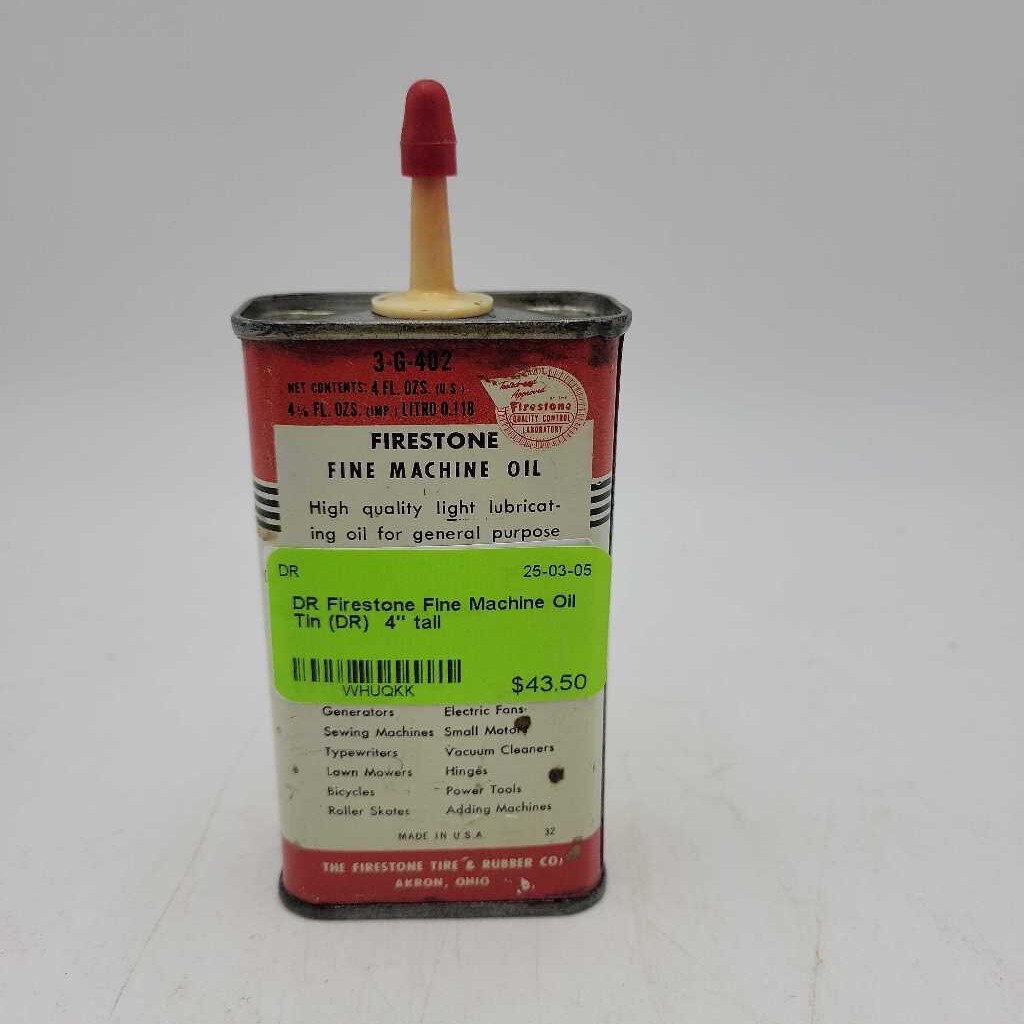 3-G-402
NET CONTENTS: 4 FL. OZS. (U.S.)
4⅙ FL. OZS. (IMP.) LITRO 0.118
Approved
BY THE
Firestone
QUALITY CONTROL
LABORATORY
FIRESTONE
FINE MACHINE OIL
High quality light lubricat-
ing oil for general purpose
DR 25-03-05
DR Firestone Fine Machine Oil
Tin (DR) 4" tall
WHUQKK $43.50
Generators Electric Fans
Sewing Machines Small Motors
Typewriters Vacuum Cleaners
Lawn Mowers Hinges
Bicycles Power Tools
Roller Skates Adding Machines
MADE IN U.S.A 32
THE FIRESTONE TIRE & RUBBER CO.
AKRON, OHIO